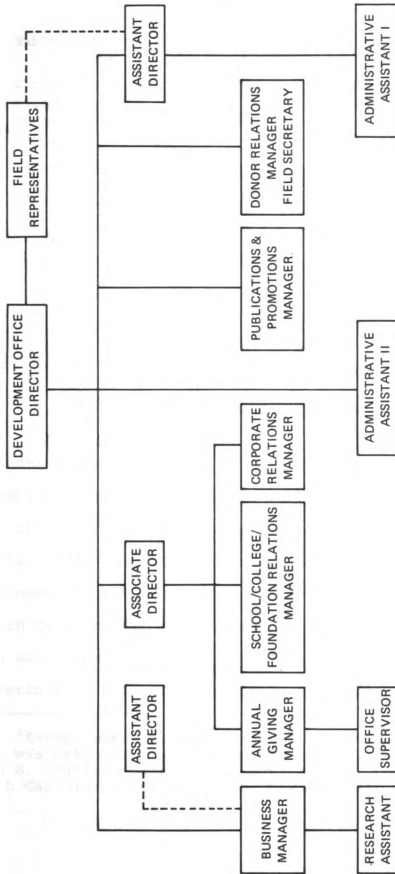 DEVELOPMENT OFFICE
DIRECTOR
FIELD
REPRESENTATIVES
ASSISTANT
DIRECTOR
ASSOCIATE
DIRECTOR
ASSISTANT
DIRECTOR
BUSINESS
MANAGER
ANNUAL
GIVING
MANAGER
SCHOOL/COLLEGE/
FOUNDATION RELATIONS
MANAGER
CORPORATE
RELATIONS
MANAGER
PUBLICATIONS &
PROMOTIONS
MANAGER
DONOR RELATIONS
MANAGER
FIELD SECRETARY
RESEARCH
ASSISTANT
OFFICE
SUPERVISOR
ADMINISTRATIVE
ASSISTANT II
ADMINISTRATIVE
ASSISTANT I